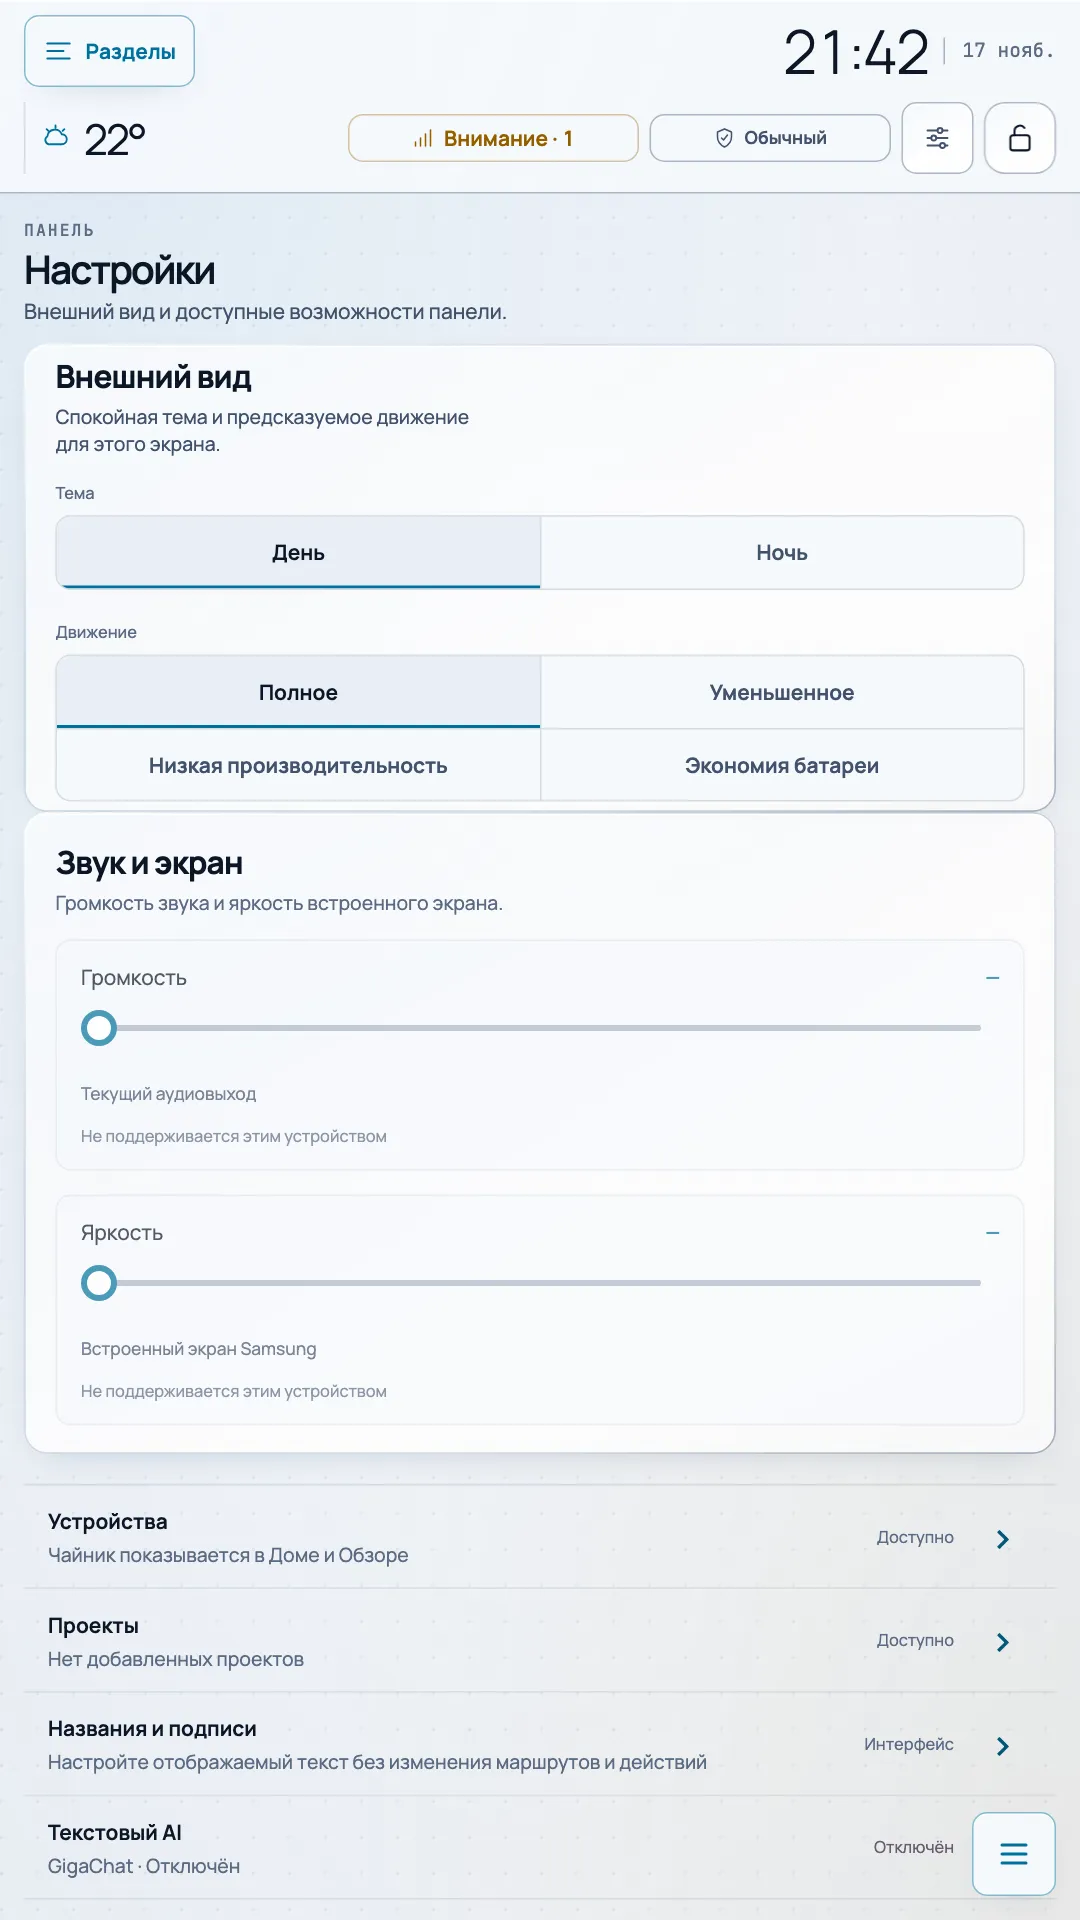 Разделы
21:42
17 нояб.
22°
Внимание · 1
Обычный
ПАНЕЛЬ
Настройки
Внешний вид и доступные возможности панели.
Внешний вид
Спокойная тема и предсказуемое движение
для этого экрана.
Тема
День
Ночь
Движение
Полное
Уменьшенное
Низкая производительность
Экономия батареи
Звук и экран
Громкость звука и яркость встроенного экрана.
Громкость
–
Текущий аудиовыход
Не поддерживается этим устройством
Яркость
–
Встроенный экран Samsung
Не поддерживается этим устройством
Устройства
Чайник показывается в Доме и Обзоре
Доступно
Проекты
Нет добавленных проектов
Доступно
Названия и подписи
Настройте отображаемый текст без изменения маршрутов и действий
Интерфейс
Текстовый AI
GigaChat · Отключён
Отключён